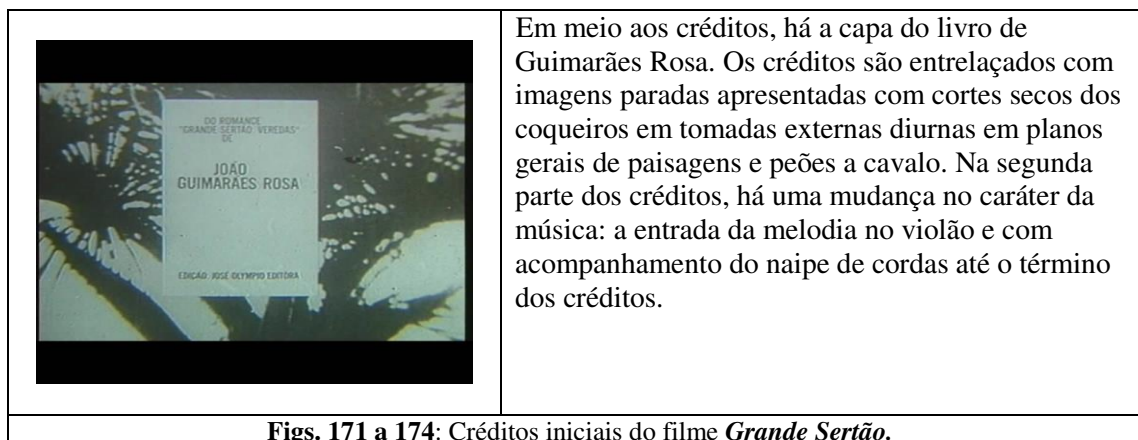 DO ROMANCE
"GRANDE SERTÃO: VEREDAS"
DE
JOÃO
GUIMARÃES ROSA
EDIÇÃO JOSÉ OLYMPIO EDITORA
Em meio aos créditos, há a capa do livro de
Guimarães Rosa. Os créditos são entrelaçados com
imagens paradas apresentadas com cortes secos dos
coqueiros em tomadas externas diurnas em planos
gerais de paisagens e peões a cavalo. Na segunda
parte dos créditos, há uma mudança no caráter da
música: a entrada da melodia no violão e com
acompanhamento do naipe de cordas até o término
dos créditos.
Figs. 171 a 174: Créditos iniciais do filme Grande Sertão.